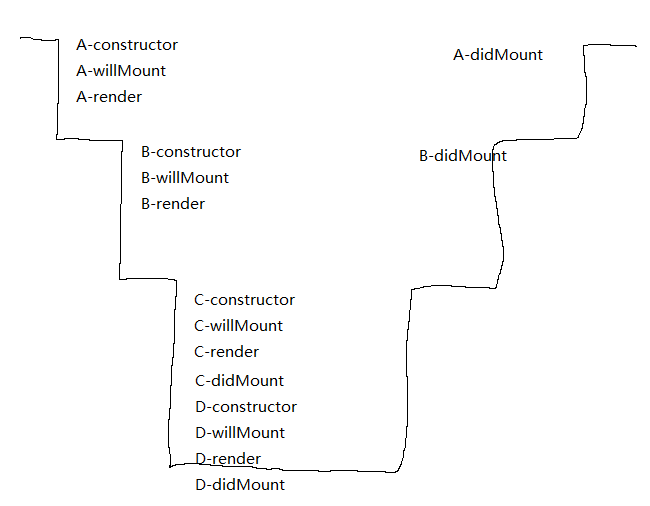 A-constructor
A-willMount
A-render
B-constructor
B-willMount
B-render
C-constructor
C-willMount
C-render
C-didMount
D-constructor
D-willMount
D-render
D-didMount
B-didMount
A-didMount